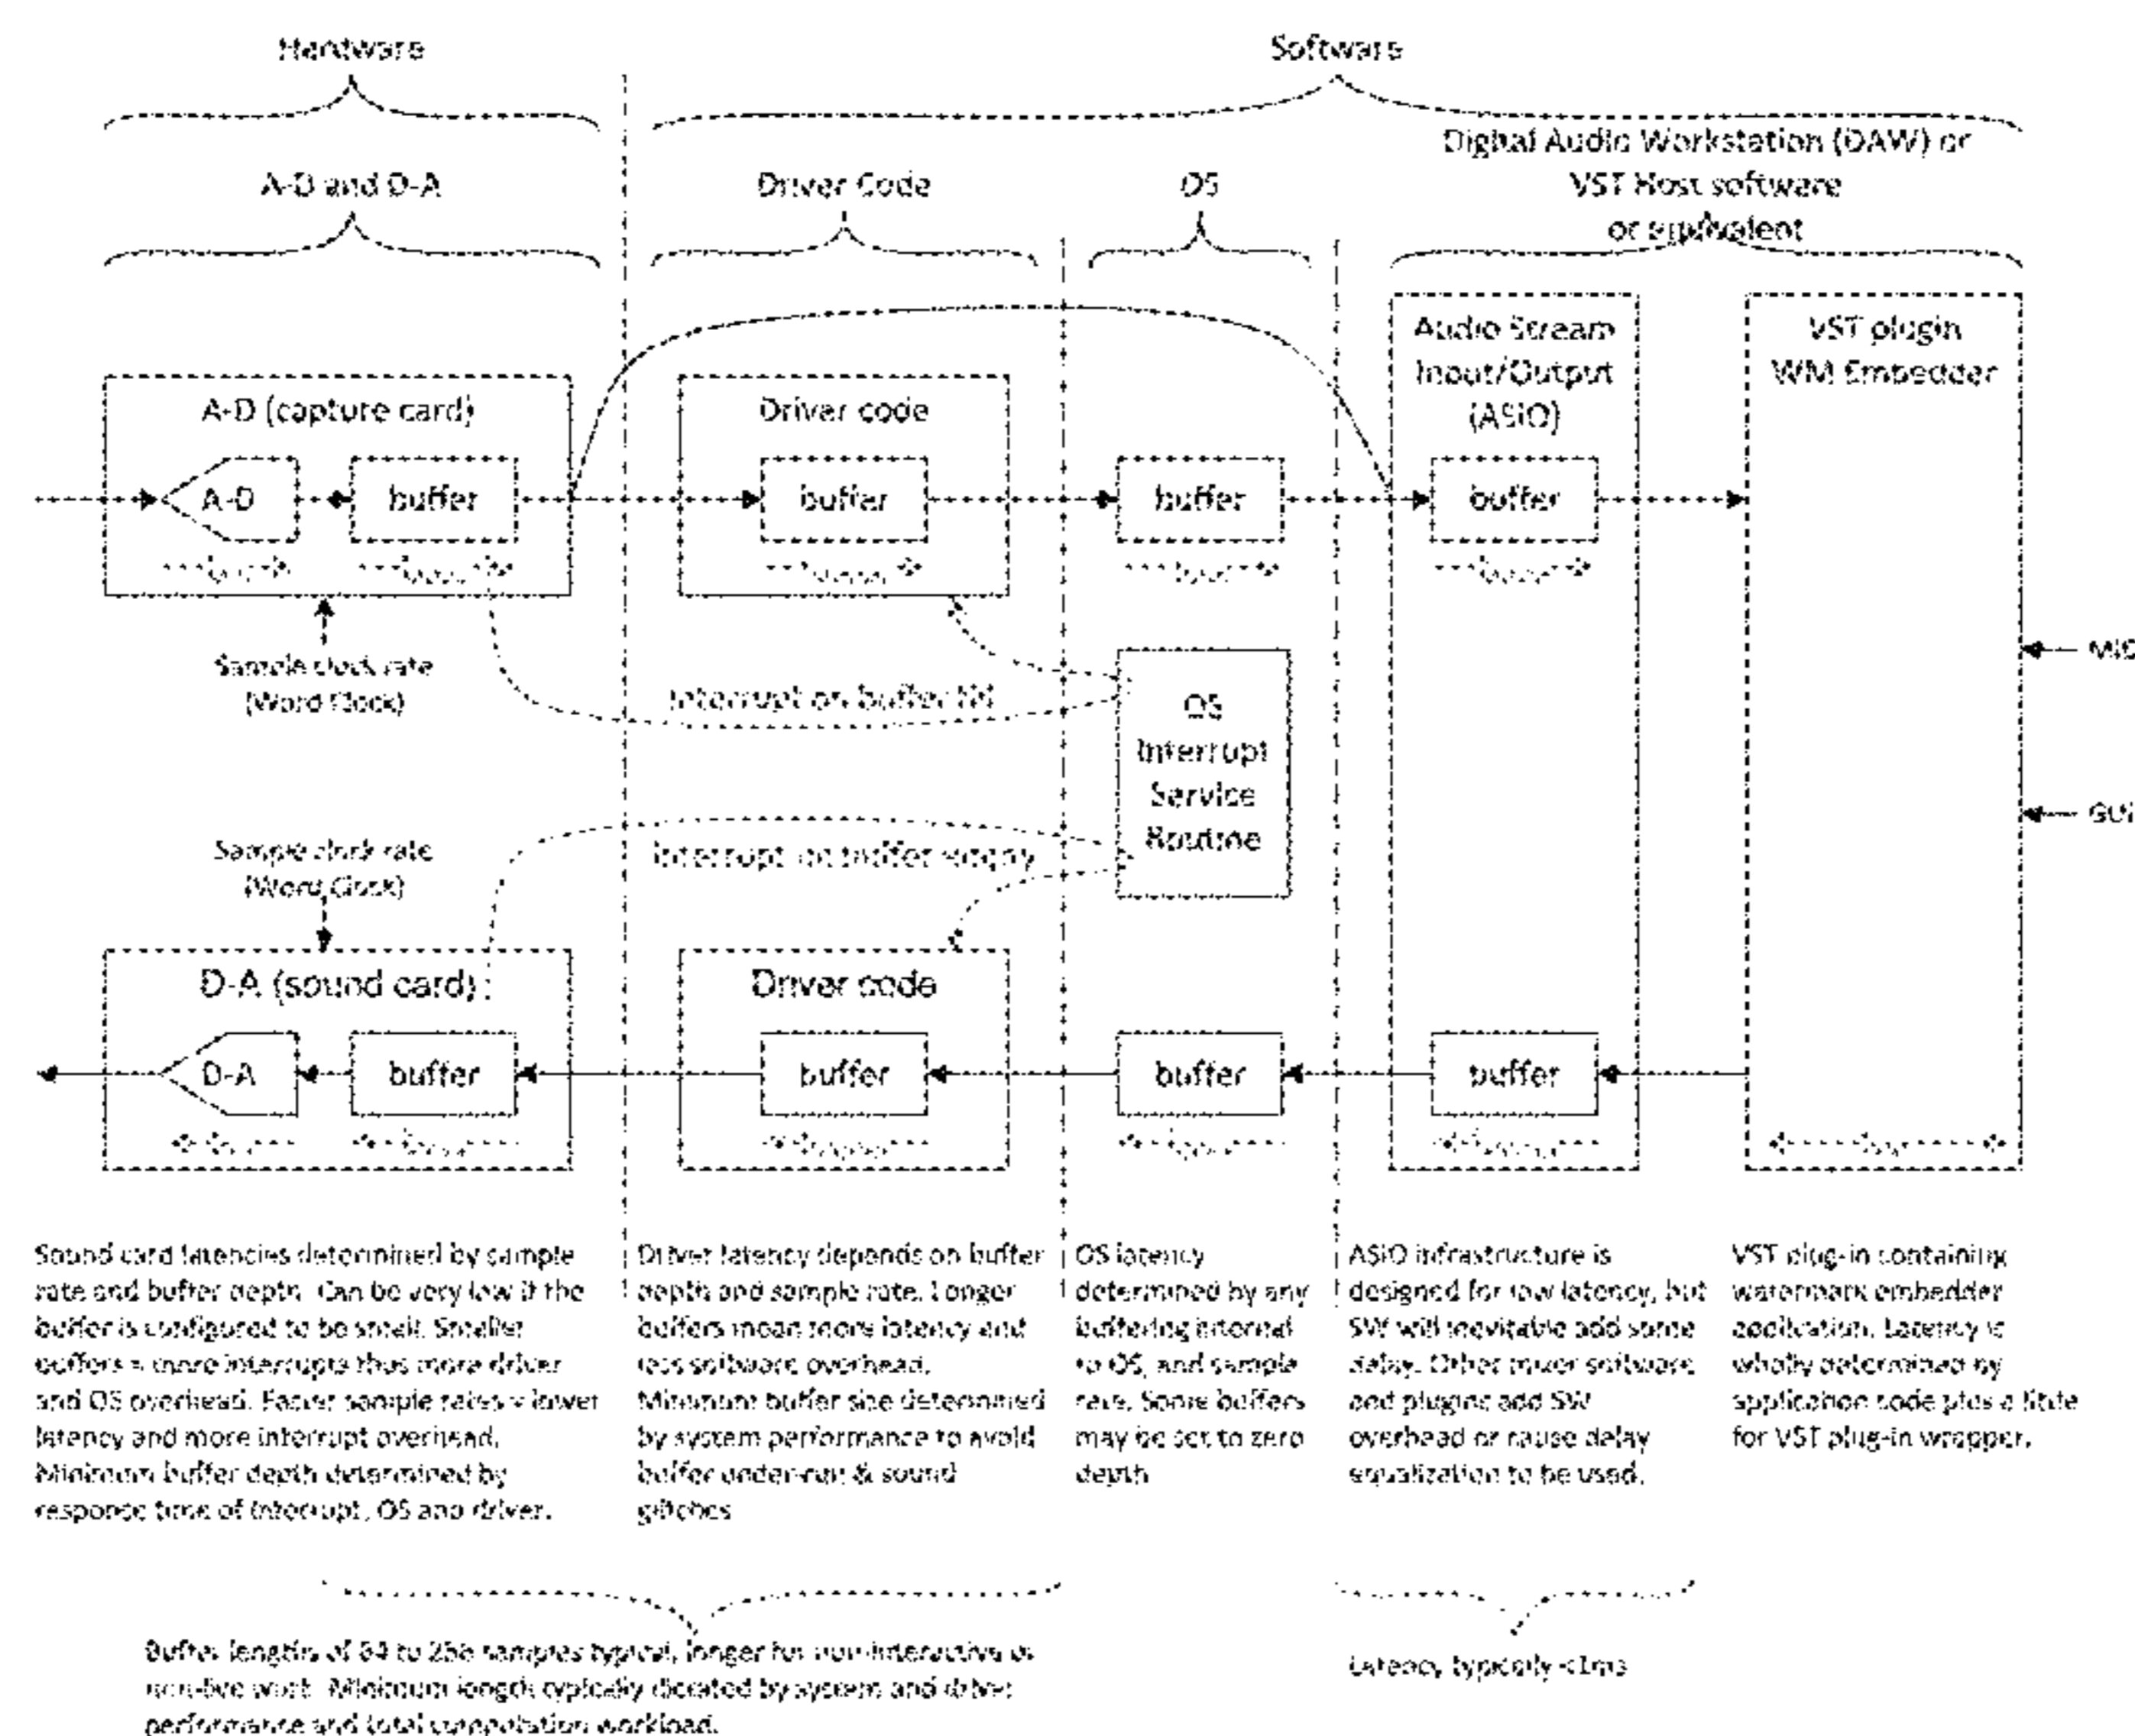 Hardware
Software
Digital Audio Workstation (DAW) or
A-D and D-A
Driver Code
OS
VST Host software
or equivalent
Audio Stream
Input/Output
(ASIO)
VST plugin
WM Embedder
A-D (capture card)
Driver code
A-D
buffer
buffer
buffer
buffer
Sample clock rate
(Word Clock)
Interrupt on buffer fill
OS
Interrupt
Service
Routine
GUI
Sample clock rate
(Word Clock)
Interrupt on buffer empty
D-A (sound card)
Driver code
D-A
buffer
buffer
buffer
buffer
Sound card latencies determined by sample
rate and buffer depth. Can be very low if the
buffer is configured to be small. Smaller
buffers = more interrupts thus more driver
and OS overhead. Faster sample rates = lower
latency and more interrupt overhead.
Minimum buffer depth determined by
response time of Interrupt, OS and driver.
Driver latency depends on buffer
depth and sample rate. Longer
buffers mean more latency and
less software overhead.
Minimum buffer size determined
by system performance to avoid
buffer under-run & sound
glitches
OS latency
determined by any
buffering internal
to OS, and sample
rate. Some buffers
may be set to zero
depth
ASIO infrastructure is
designed for low latency, but
SW will inevitable add some
delay. Other mixer software
and plugins add SW
overhead or cause delay
equalization to be used.
VST plug-in containing
watermark embedder
application. Latency is
wholly determined by
application code plus a little
for VST plug-in wrapper.
Buffer lengths of 64 to 256 samples typical, longer for non-interactive or
non-live work. Minimum length typically dictated by system and driver
performance and total computation workload.
Latency typically <1ms